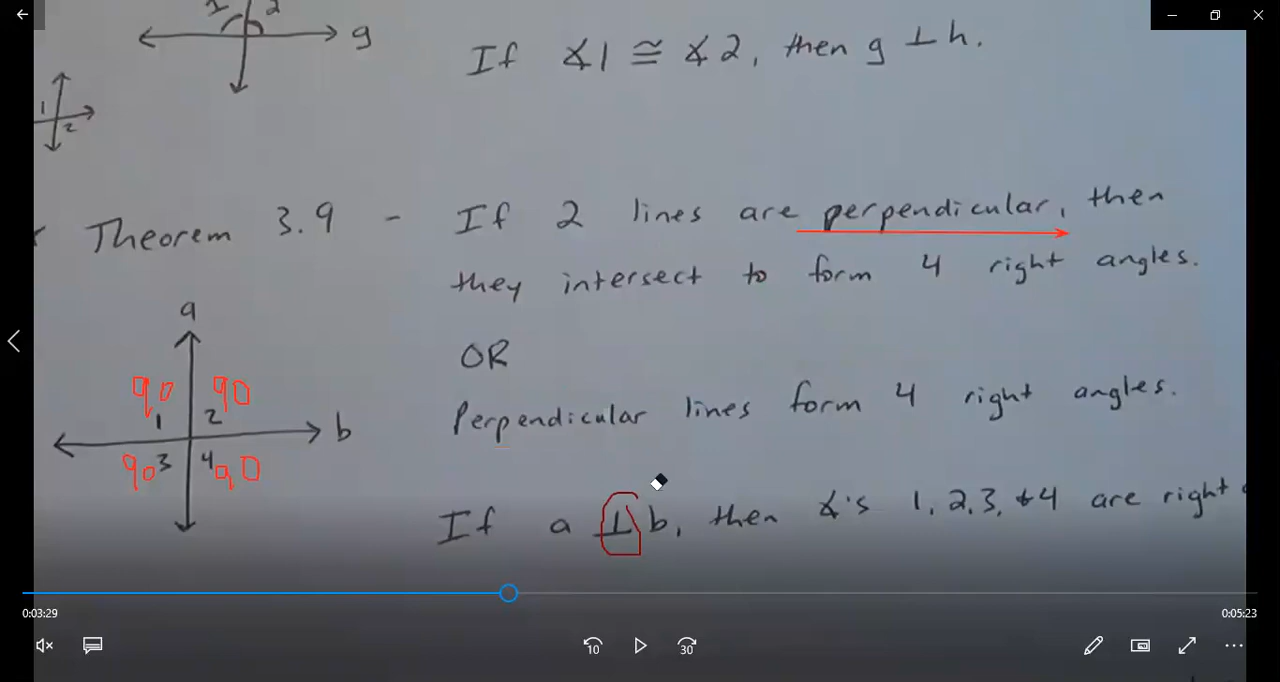 1 2
g
If ∡1 ≅ ∡2, then g ⊥ h.
1
2
Theorem 3.9 - If 2 lines are perpendicular, then
they intersect to form 4 right angles.
OR
Perpendicular lines form 4 right angles.
If a ⊥ b, then ∡'s 1, 2, 3, + 4 are right
a
90 90
1 2
b
90 3 4 90
0:03:29
0:05:23
10
30